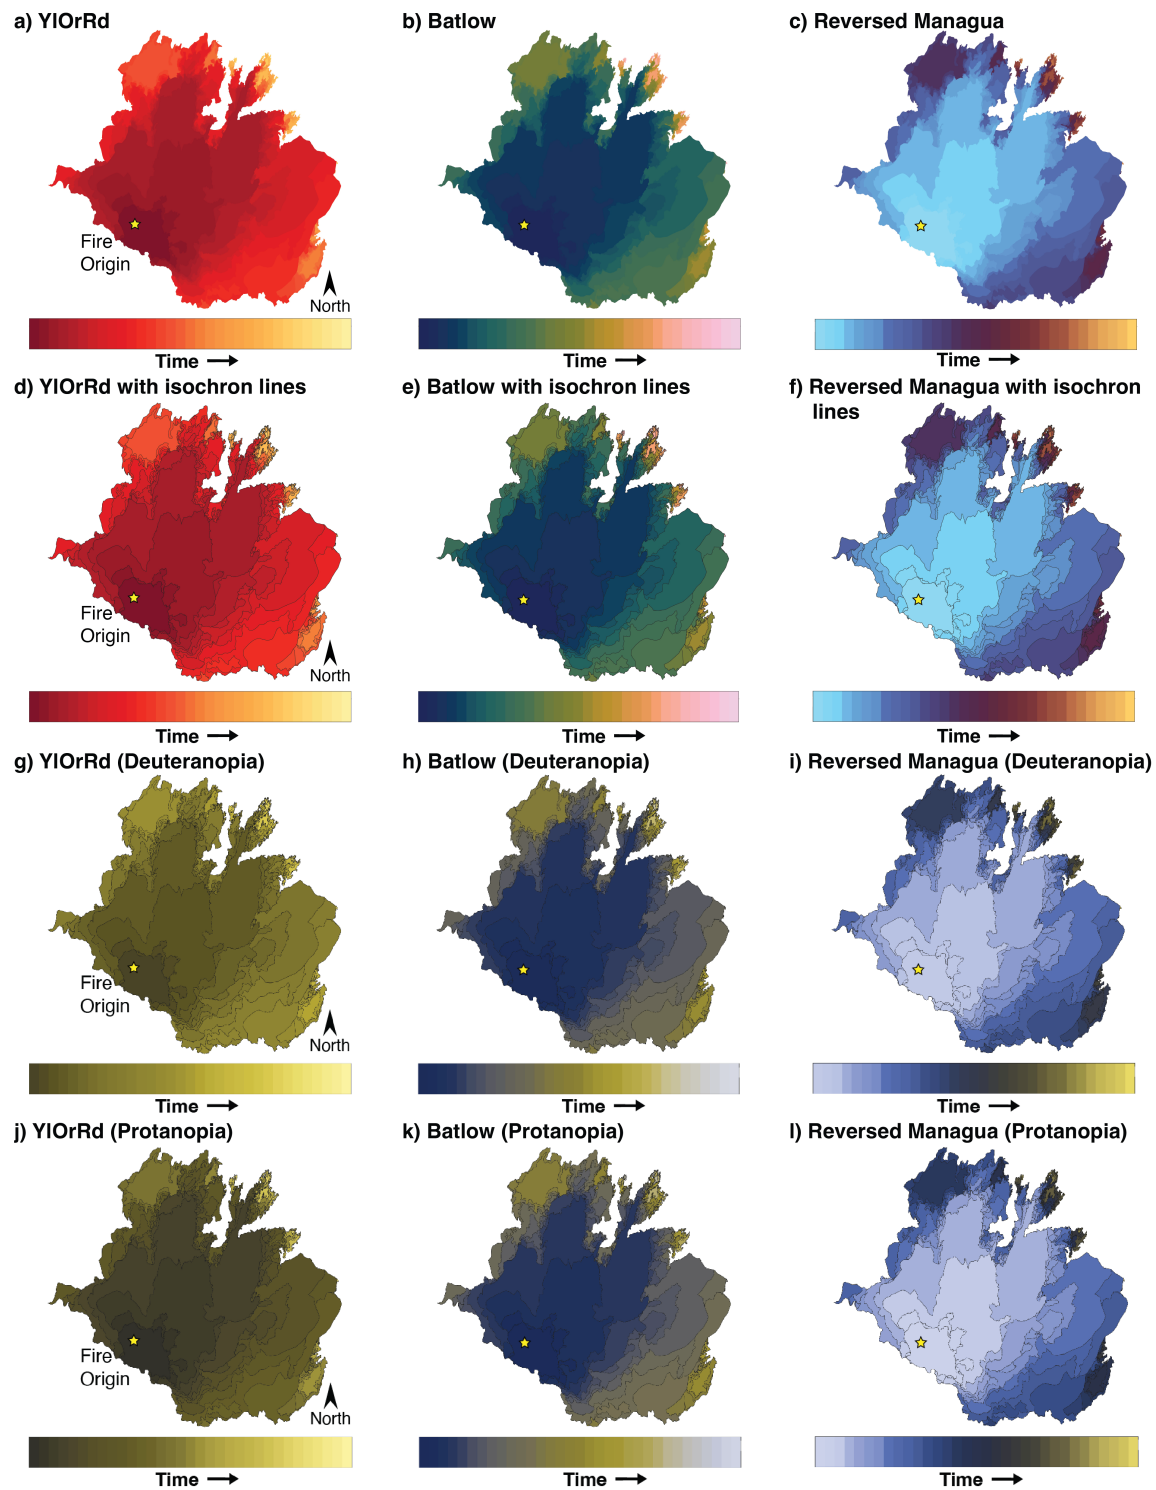 a) YlOrRd
b) Batlow
c) Reversed Managua
Fire
Origin
North
Time
Time
Time
d) YlOrRd with isochron lines
e) Batlow with isochron lines
f) Reversed Managua with isochron
lines
Fire
Origin
North
Time
Time
Time
g) YlOrRd (Deuteranopia)
h) Batlow (Deuteranopia)
i) Reversed Managua (Deuteranopia)
Fire
Origin
North
Time
Time
Time
j) YlOrRd (Protanopia)
k) Batlow (Protanopia)
l) Reversed Managua (Protanopia)
Fire
Origin
North
Time
Time
Time